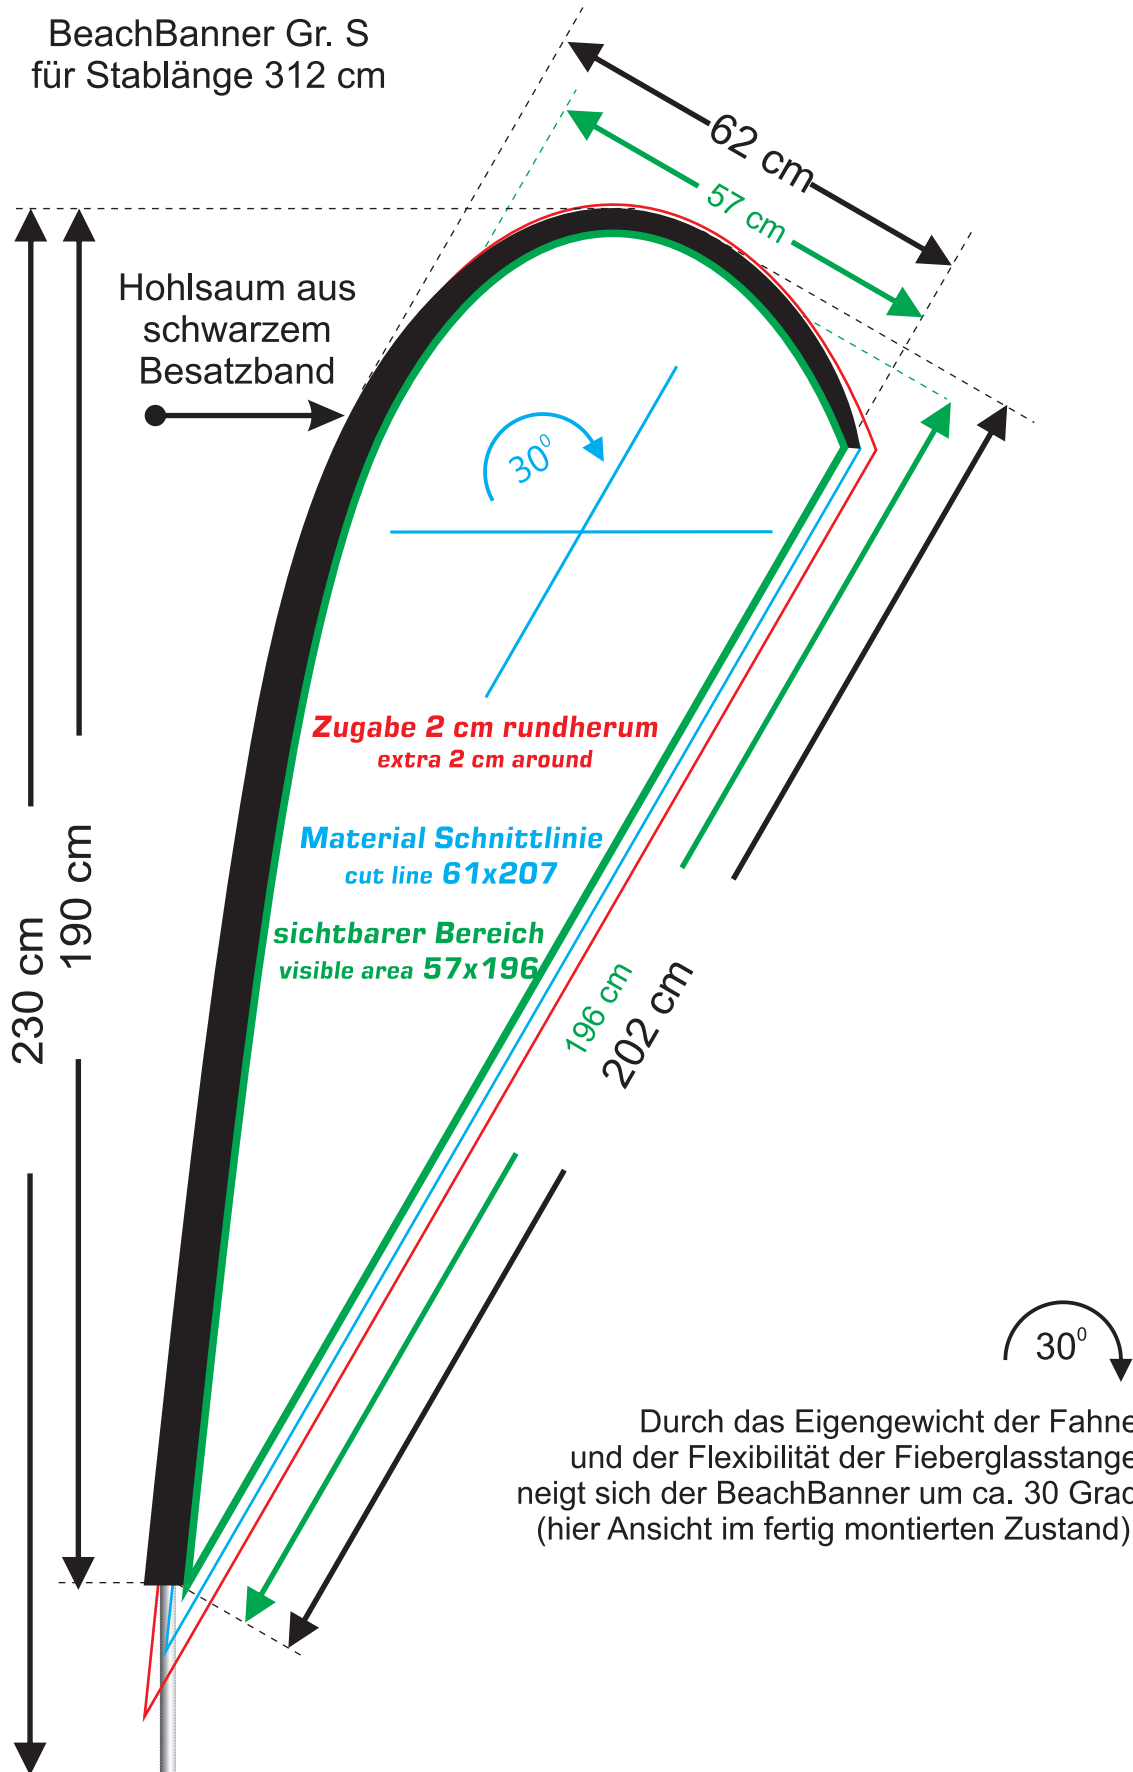 BeachBanner Gr. S
für Stablänge 312 cm
62 cm
57 cm
Hohlsaum aus
schwarzem
Besatzband
30⁰
Zugabe 2 cm rundherum
extra 2 cm around
Material Schnittlinie
cut line 61x207
sichtbarer Bereich
visible area 57x196
230 cm
190 cm
196 cm
202 cm
30⁰
Durch das Eigengewicht der Fahne
und der Flexibilität der Fieberglasstange
neigt sich der BeachBanner um ca. 30 Grad
(hier Ansicht im fertig montierten Zustand)